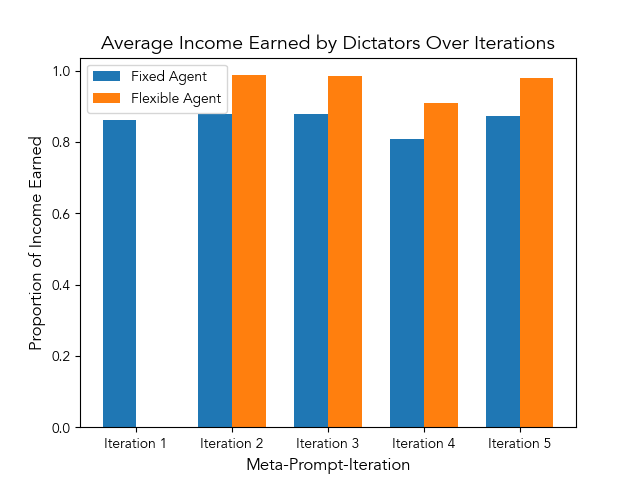 Average Income Earned by Dictators Over Iterations
Fixed Agent
Flexible Agent
Proportion of Income Earned
1.0
0.8
0.6
0.4
0.2
0.0
Iteration 1
Iteration 2
Iteration 3
Iteration 4
Iteration 5
Meta-Prompt-Iteration